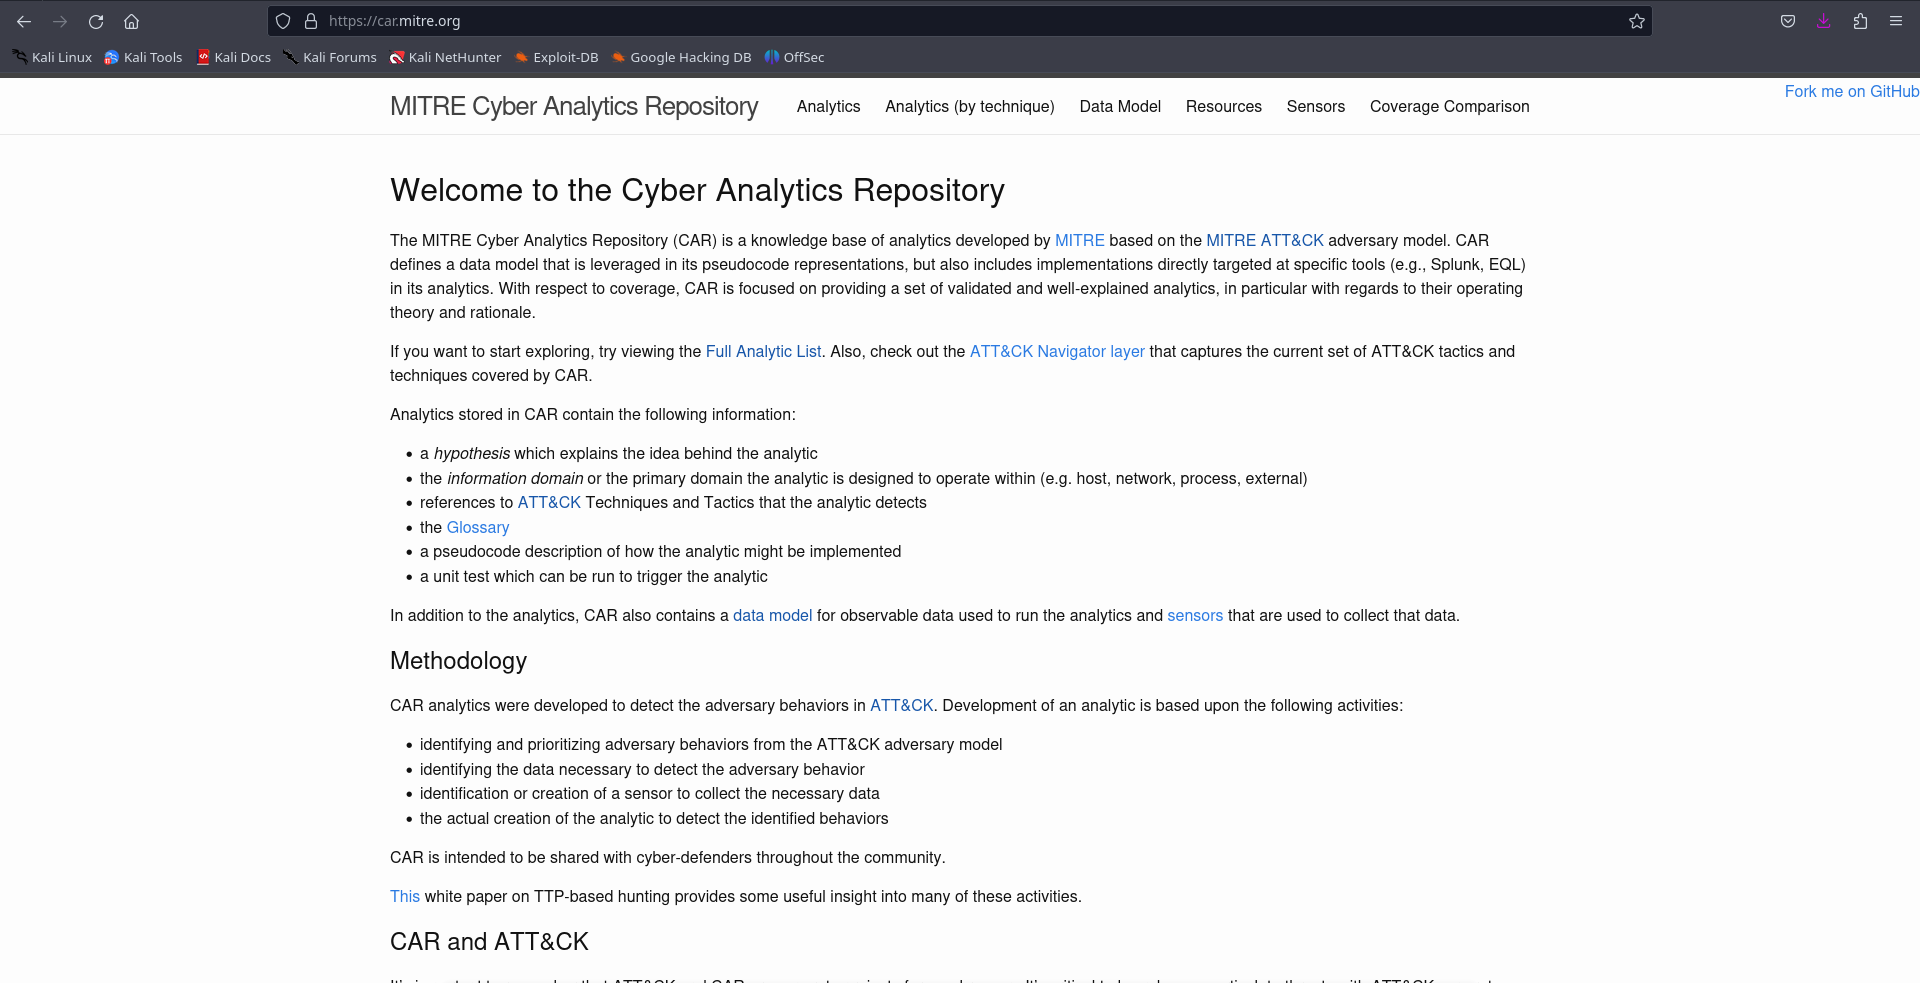 https://car.mitre.org
Kali Linux Kali Tools Kali Docs Kali Forums Kali NetHunter Exploit-DB Google Hacking DB OffSec
MITRE Cyber Analytics Repository Analytics Analytics (by technique) Data Model Resources Sensors Coverage Comparison
Fork me on GitHub
Welcome to the Cyber Analytics Repository
The MITRE Cyber Analytics Repository (CAR) is a knowledge base of analytics developed by MITRE based on the MITRE ATT&CK adversary model. CAR
defines a data model that is leveraged in its pseudocode representations, but also includes implementations directly targeted at specific tools (e.g., Splunk, EQL)
in its analytics. With respect to coverage, CAR is focused on providing a set of validated and well-explained analytics, in particular with regards to their operating
theory and rationale.
If you want to start exploring, try viewing the Full Analytic List. Also, check out the ATT&CK Navigator layer that captures the current set of ATT&CK tactics and
techniques covered by CAR.
Analytics stored in CAR contain the following information:
• a hypothesis which explains the idea behind the analytic
• the information domain or the primary domain the analytic is designed to operate within (e.g. host, network, process, external)
• references to ATT&CK Techniques and Tactics that the analytic detects
• the Glossary
• a pseudocode description of how the analytic might be implemented
• a unit test which can be run to trigger the analytic
In addition to the analytics, CAR also contains a data model for observable data used to run the analytics and sensors that are used to collect that data.
Methodology
CAR analytics were developed to detect the adversary behaviors in ATT&CK. Development of an analytic is based upon the following activities:
• identifying and prioritizing adversary behaviors from the ATT&CK adversary model
• identifying the data necessary to detect the adversary behavior
• identification or creation of a sensor to collect the necessary data
• the actual creation of the analytic to detect the identified behaviors
CAR is intended to be shared with cyber-defenders throughout the community.
This white paper on TTP-based hunting provides some useful insight into many of these activities.
CAR and ATT&CK